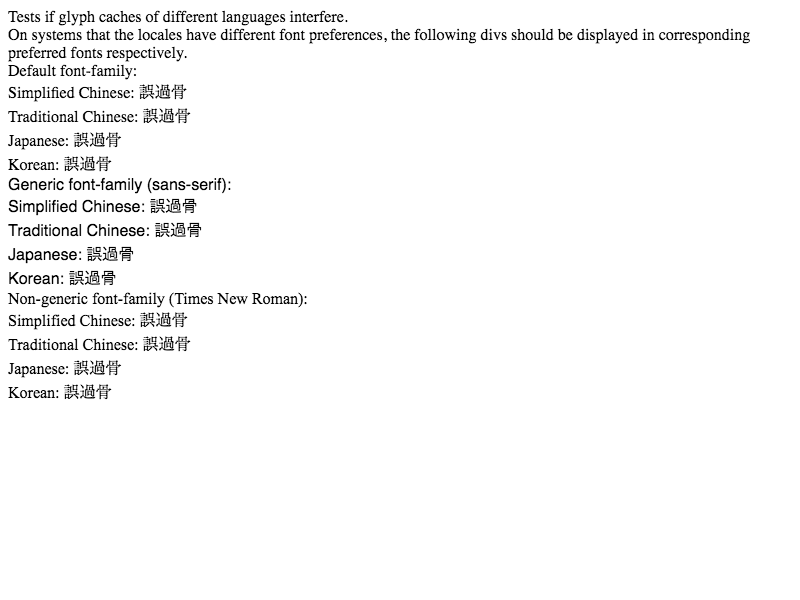 Tests if glyph caches of different languages interfere.
On systems that the locales have different font preferences, the following divs should be displayed in corresponding
preferred fonts respectively.
Default font-family:
Simplified Chinese: 誤過骨
Traditional Chinese: 誤過骨
Japanese: 誤過骨
Korean: 誤過骨
Generic font-family (sans-serif):
Simplified Chinese: 誤過骨
Traditional Chinese: 誤過骨
Japanese: 誤過骨
Korean: 誤過骨
Non-generic font-family (Times New Roman):
Simplified Chinese: 誤過骨
Traditional Chinese: 誤過骨
Japanese: 誤過骨
Korean: 誤過骨